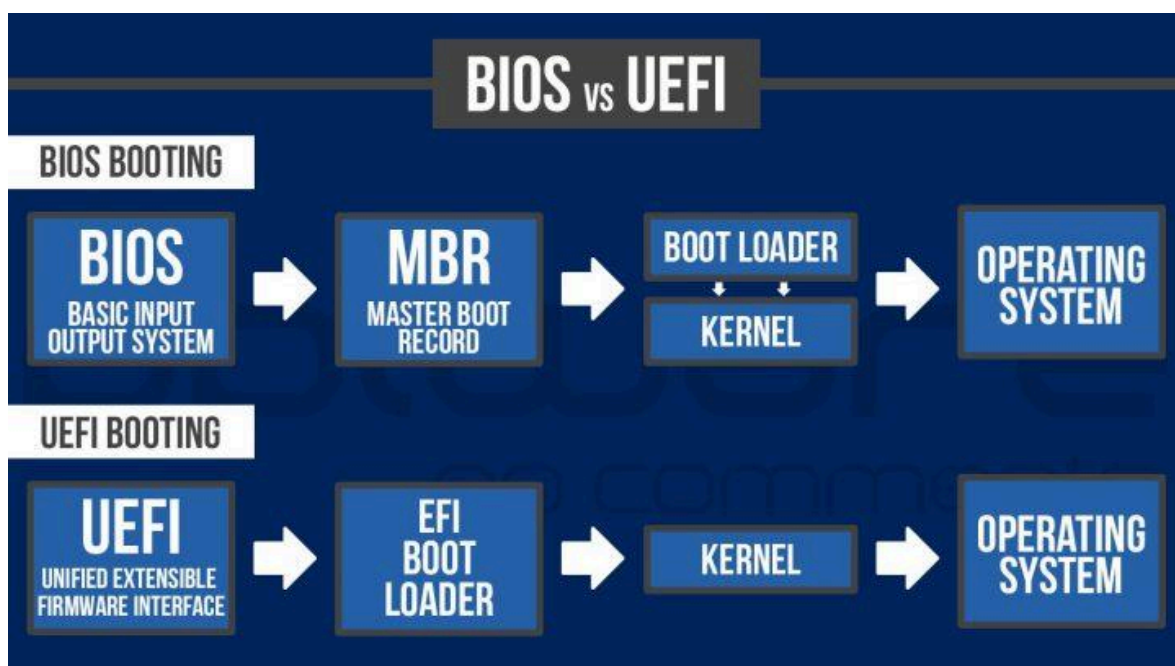 BIOS VS UEFI
BIOS BOOTING
BIOS
BASIC INPUT
OUTPUT SYSTEM
MBR
MASTER BOOT
RECORD
BOOT LOADER
KERNEL
OPERATING
SYSTEM
UEFI BOOTING
UEFI
UNIFIED EXTENSIBLE
FIRMWARE INTERFACE
EFI
BOOT
LOADER
KERNEL
OPERATING
SYSTEM